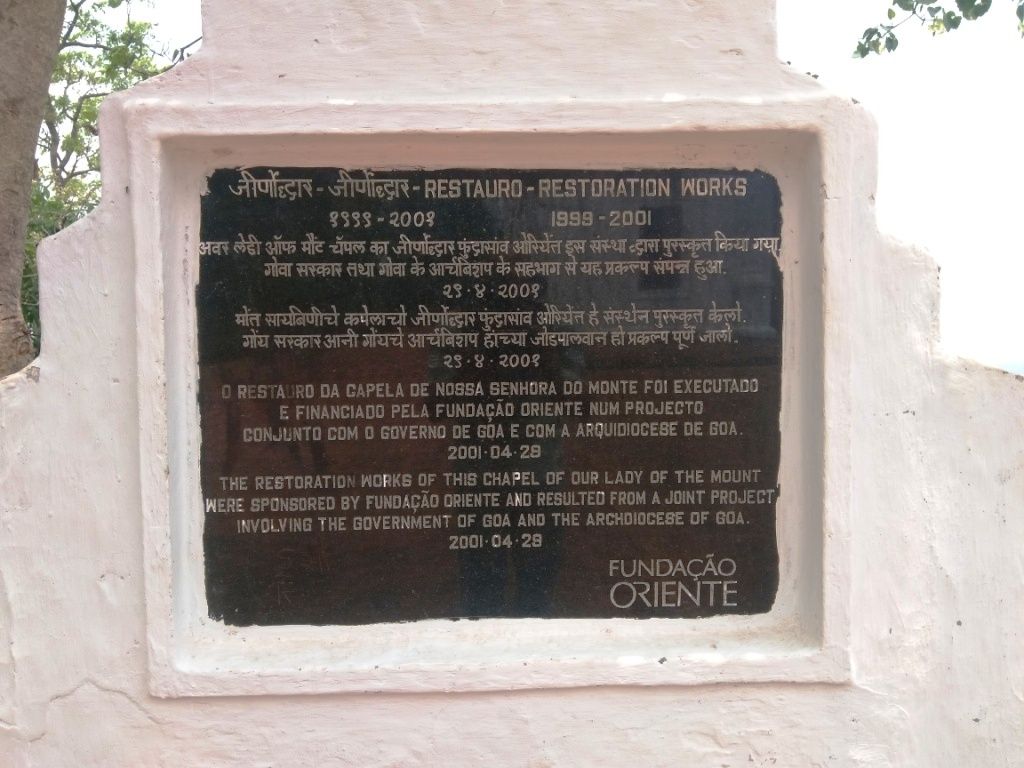 जीर्णोद्धार - जीर्णोद्धार - RESTAURO - RESTORATION WORKS
१९९९ - २००१ 1999 - 2001
अवर लेडी ऑफ मौंट चॅपल का जीर्णोद्धार फुंद्रासांव ओरियेंत इस संस्था द्वारा पुरस्कृत किया गया.
गोवा सरकार तथा गोवा के आर्चबिशप के सहभाग से यह प्रकल्प संपन्न हुआ.
२९·४·२००१
मोंत सायबिणीचे कपेलाचो जीर्णोद्धार फुंद्रासांव ओरियेंत हे संस्थेन पुरस्कृत केलो.
गोंय सरकार आनी गोंयचे आर्चबिशप हांच्या जोडपालवान हो प्रकल्प पूर्ण जालो.
२९·४·२००१
O RESTAURO DA CAPELA DE NOSSA SENHORA DO MONTE FOI EXECUTADO
E FINANCIADO PELA FUNDAÇÃO ORIENTE NUM PROJECTO
CONJUNTO COM O GOVERNO DE GOA E COM A ARQUIDIOCESE DE GOA.
2001·04·29
THE RESTORATION WORKS OF THIS CHAPEL OF OUR LADY OF THE MOUNT
WERE SPONSORED BY FUNDAÇÃO ORIENTE AND RESULTED FROM A JOINT PROJECT
INVOLVING THE GOVERNMENT OF GOA AND THE ARCHDIOCESE OF GOA.
2001·04·29
FUNDAÇÃO
ORIENTE